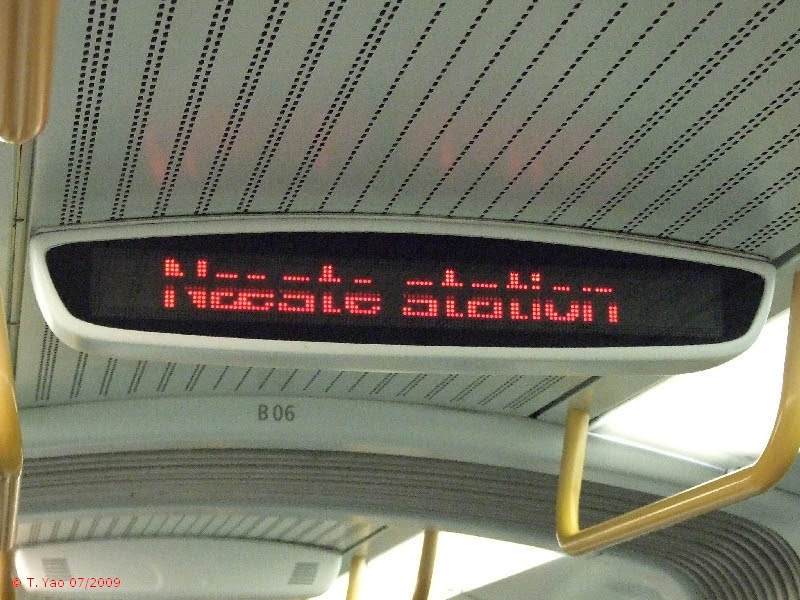 Næste station
B06
© T. Yao 07/2009